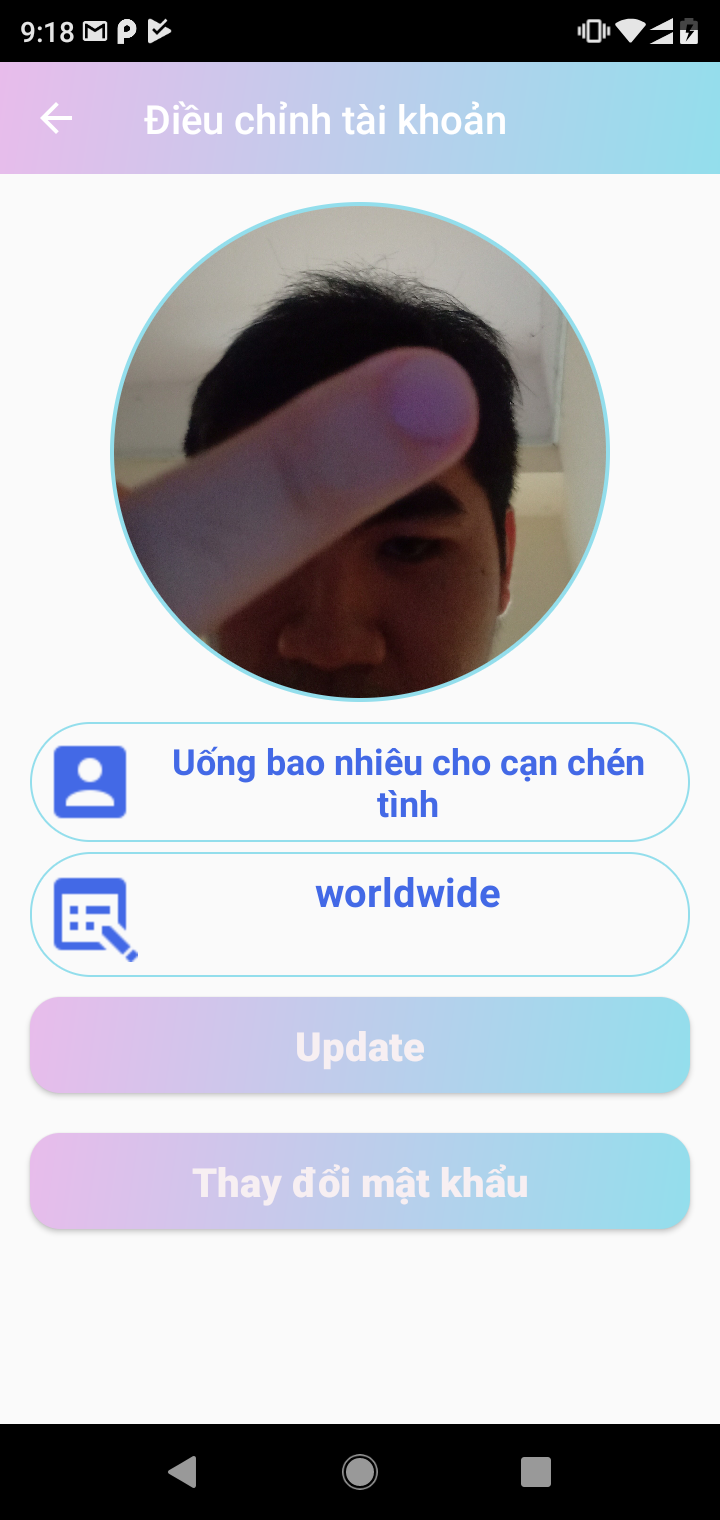 9:18
Điều chỉnh tài khoản
Uống bao nhiêu cho cạn chén
tình
worldwide
Update
Thay đổi mật khẩu